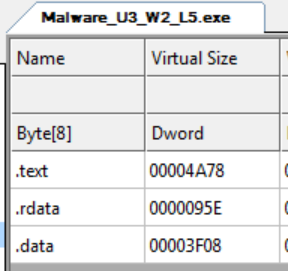 Malware_U3_W2_L5.exe
Name Virtual Size
Byte[8] Dword
.text 00004A78
.rdata 0000095E
.data 00003F08